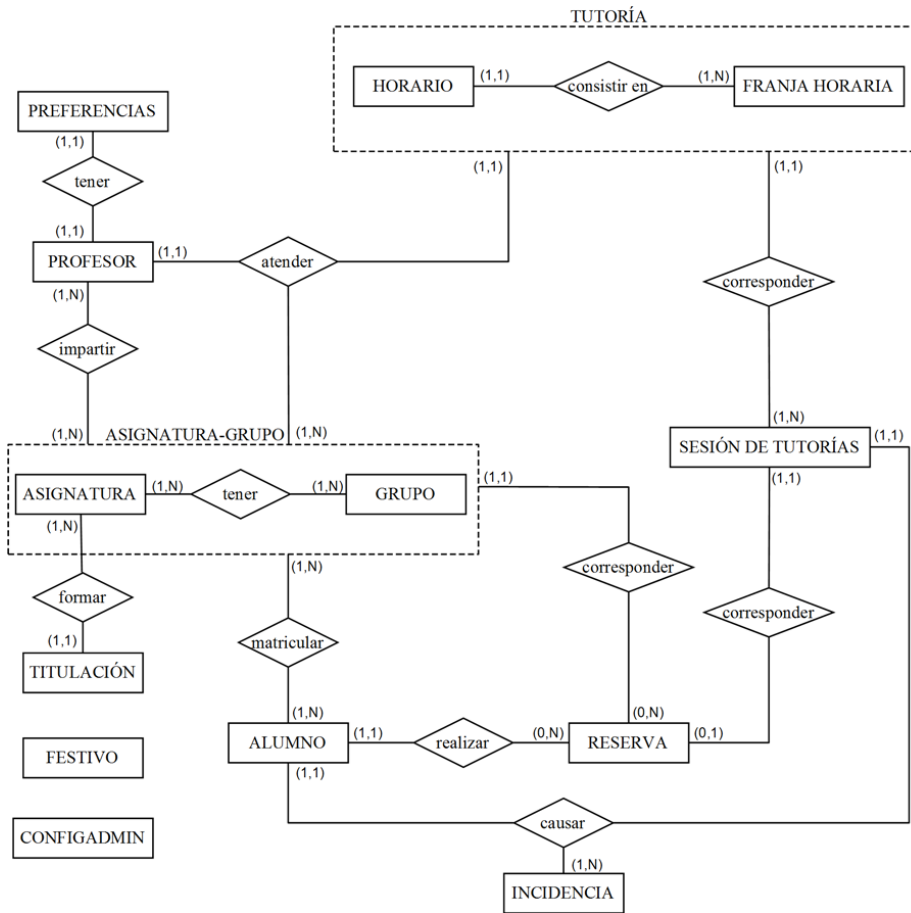 TUTORÍA
HORARIO
(1,1)
consistir en
(1,N)
FRANJA HORARIA
PREFERENCIAS
(1,1)
tener
(1,1)
PROFESOR
(1,1)
atender
(1,1)
(1,1)
corresponder
(1,N)
impartir
(1,N)
ASIGNATURA-GRUPO
(1,N)
(1,N)
SESIÓN DE TUTORÍAS
(1,1)
(1,1)
ASIGNATURA
(1,N)
tener
(1,N)
GRUPO
(1,1)
(1,N)
formar
(1,1)
TITULACIÓN
(1,N)
matricular
(1,N)
corresponder
corresponder
ALUMNO
(1,1)
realizar
(0,N)
(0,N)
RESERVA
(0,1)
(1,1)
FESTIVO
CONFIGADMIN
causar
(1,N)
INCIDENCIA